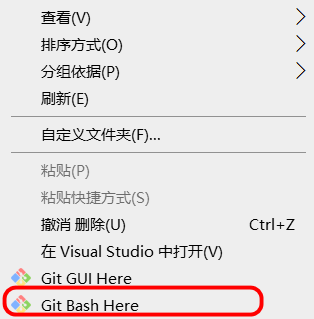 查看(V)
排序方式(O)
分组依据(P)
刷新(E)
自定义文件夹(F)...
粘贴(P)
粘贴快捷方式(S)
撤消 删除(U) Ctrl+Z
在 Visual Studio 中打开(V)
Git GUI Here
Git Bash Here